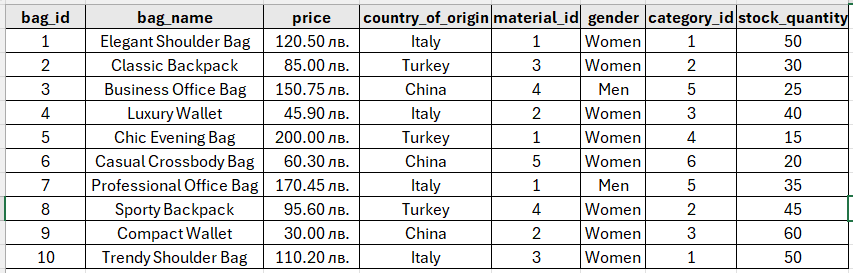 bag_id bag_name price country_of_origin material_id gender category_id stock_quantity
1 Elegant Shoulder Bag 120.50 лв. Italy 1 Women 1 50
2 Classic Backpack 85.00 лв. Turkey 3 Women 2 30
3 Business Office Bag 150.75 лв. China 4 Men 5 25
4 Luxury Wallet 45.90 лв. Italy 2 Women 3 40
5 Chic Evening Bag 200.00 лв. Turkey 1 Women 4 15
6 Casual Crossbody Bag 60.30 лв. China 5 Women 6 20
7 Professional Office Bag 170.45 лв. Italy 1 Men 5 35
8 Sporty Backpack 95.60 лв. Turkey 4 Women 2 45
9 Compact Wallet 30.00 лв. China 2 Women 3 60
10 Trendy Shoulder Bag 110.20 лв. Italy 3 Women 1 50